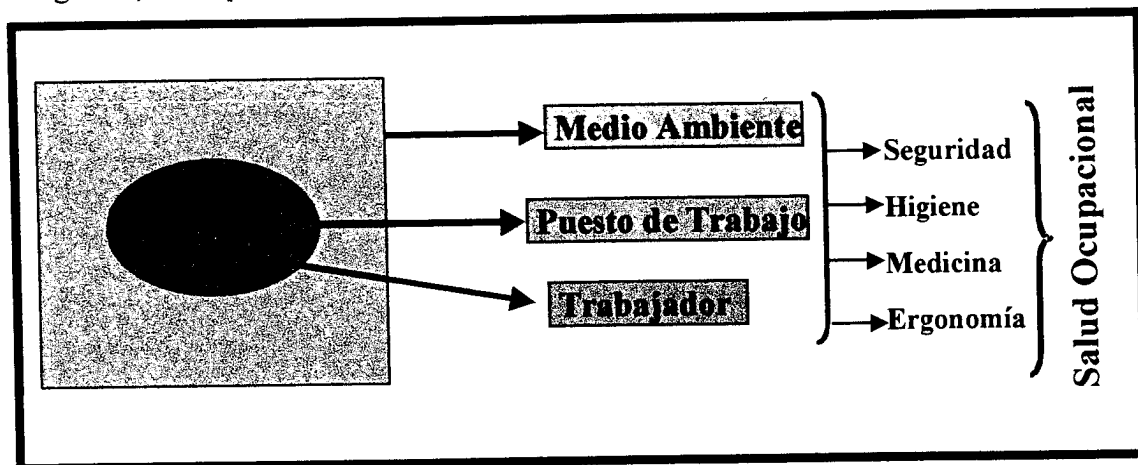 Medio Ambiente
Puesto de Trabajo
Trabajador
Seguridad
Higiene
Medicina
Ergonomía
Salud Ocupacional